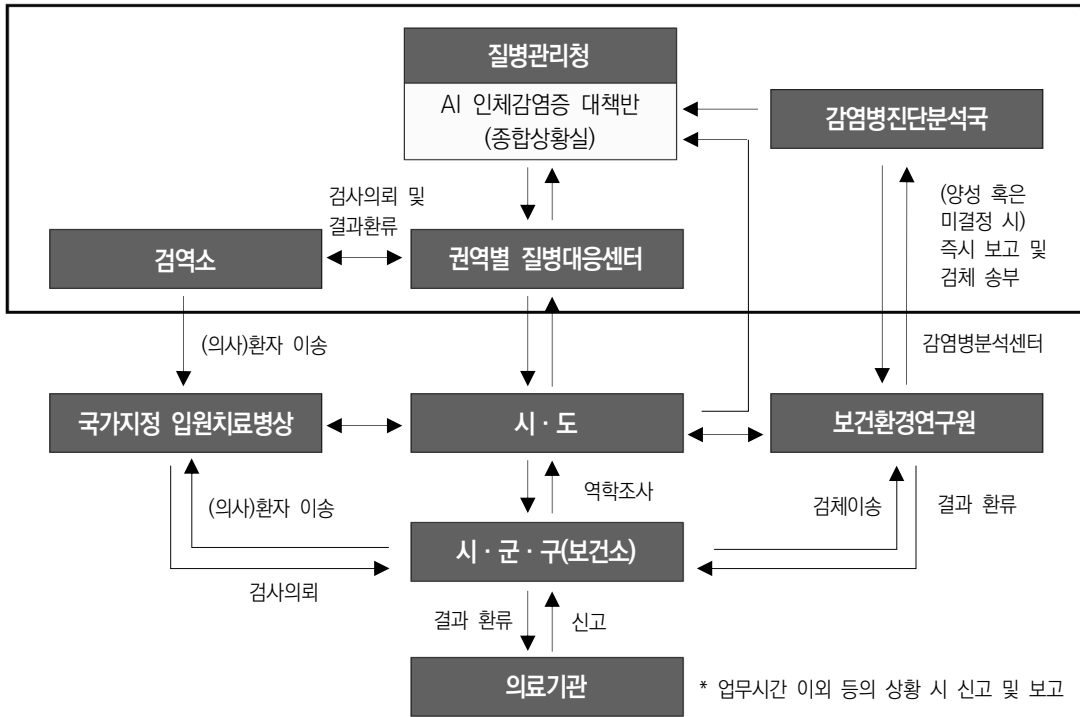 질병관리청
AI 인체감염증 대책반
(종합상황실)
감염병진단분석국
검사의뢰 및
결과환류
(양성 혹은
미결정 시)
즉시 보고 및
검체 송부
검역소
권역별 질병대응센터
(의사)환자 이송
감염병분석센터
국가지정 입원치료병상
시·도
보건환경연구원
(의사)환자 이송
역학조사
검체이송
결과 환류
시·군·구(보건소)
검사의뢰
결과 환류
신고
의료기관
* 업무시간 이외 등의 상황 시 신고 및 보고